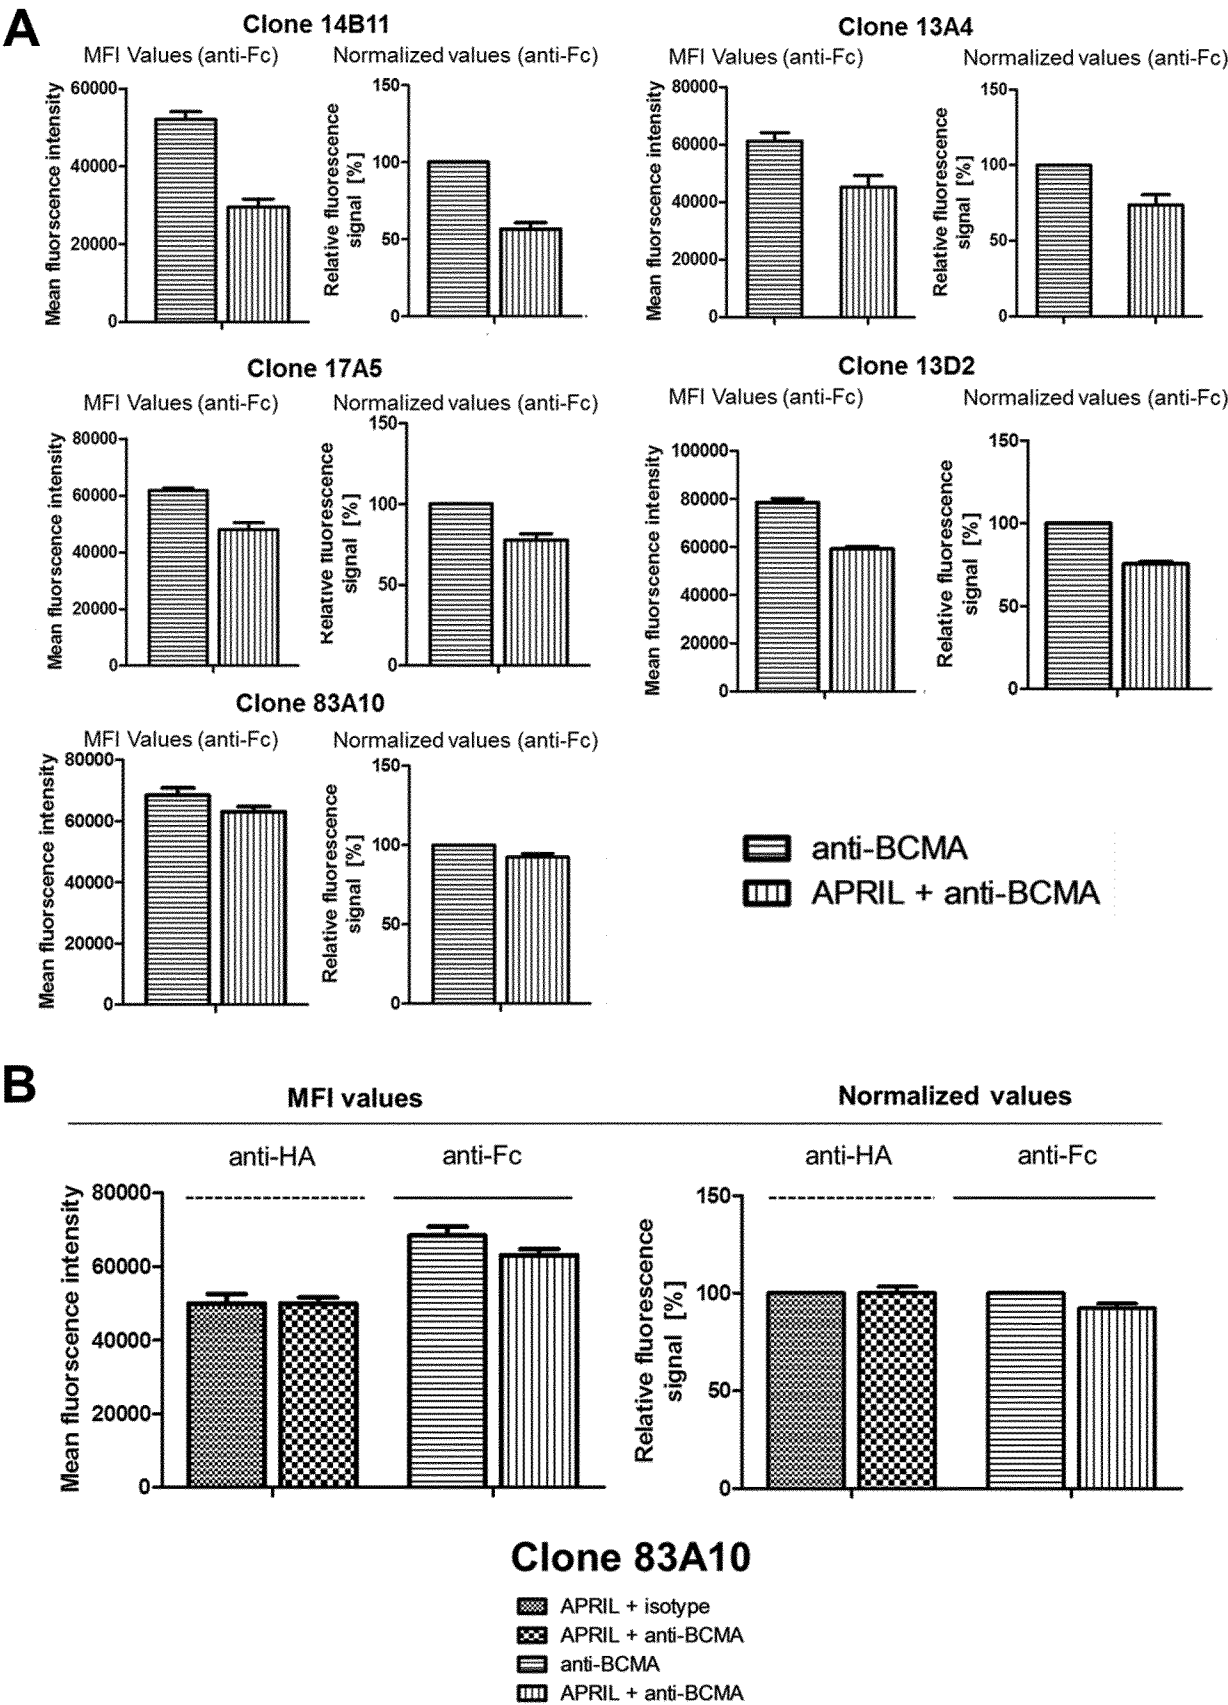 A
Clone 14B11
MFI Values (anti-Fc)
Normalized values (anti-Fc)
Mean fluorscence intensity
60000
40000
20000
0
Relative fluorescence
signal [%]
150
100
50
0
Clone 13A4
MFI Values (anti-Fc)
Normalized values (anti-Fc)
Mean fluorescence intensity
80000
60000
40000
20000
0
Relative fluorescence
signal [%]
150
100
50
0
Clone 17A5
MFI Values (anti-Fc)
Normalized values (anti-Fc)
Mean fluorscence intensity
80000
60000
40000
20000
0
Relative fluorescence
signal [%]
150
100
50
0
Clone 13D2
MFI Values (anti-Fc)
Normalized values (anti-Fc)
Mean fluorescence intensity
100000
80000
60000
40000
20000
0
Relative fluorescence
signal [%]
150
100
50
0
Clone 83A10
MFI Values (anti-Fc)
Normalized values (anti-Fc)
Mean fluorescence intensity
80000
60000
40000
20000
0
Relative fluorescence
signal [%]
150
100
50
0
anti-BCMA
APRIL + anti-BCMA
B
MFI values
Normalized values
anti-HA
anti-Fc
anti-HA
anti-Fc
Mean fluorescence intensity
80000
60000
40000
20000
0
Relative fluorescence
signal [%]
150
100
50
0
Clone 83A10
APRIL + isotype
APRIL + anti-BCMA
anti-BCMA
APRIL + anti-BCMA